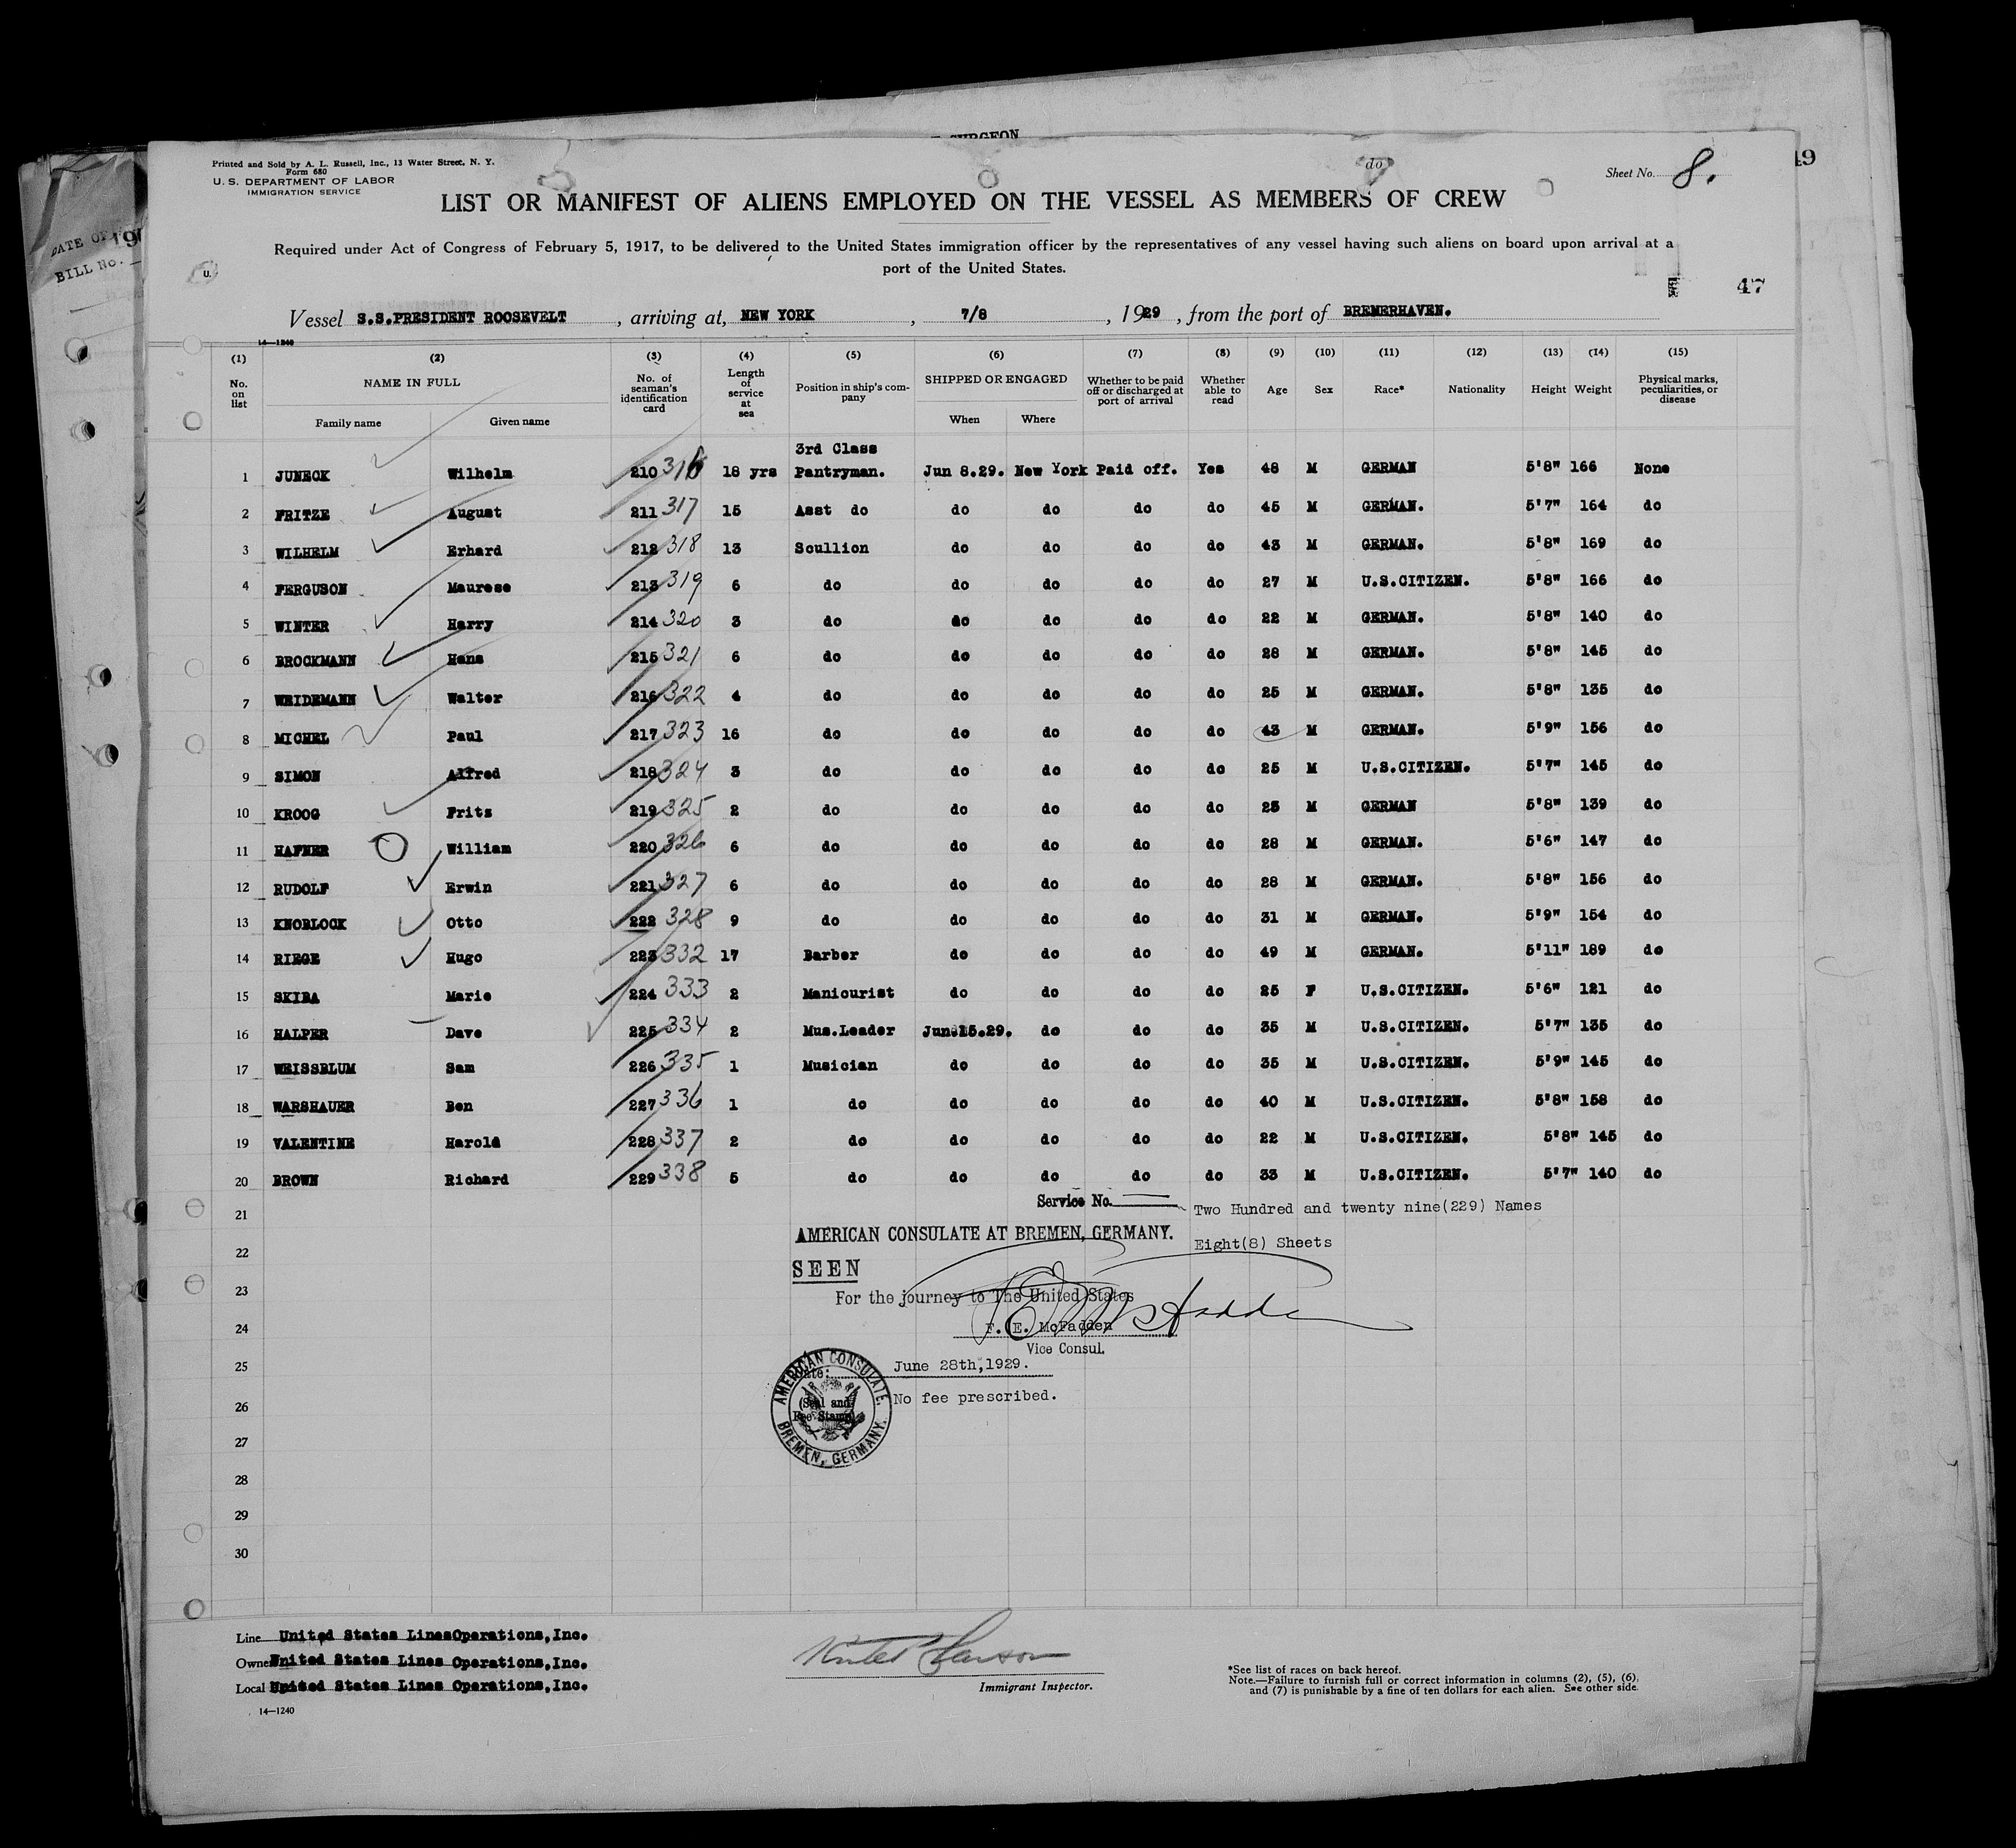 SURGEON
do
19
Printed and Sold by A. L. Russell, Inc., 13 Water Street, N. Y.
Form 680
U. S. DEPARTMENT OF LABOR
IMMIGRATION SERVICE
Sheet No. 8.
LIST OR MANIFEST OF ALIENS EMPLOYED ON THE VESSEL AS MEMBERS OF CREW
Required under Act of Congress of February 5, 1917, to be delivered to the United States immigration officer by the representatives of any vessel having such aliens on board upon arrival at a
port of the United States.
DATE OF 19
BILL No.
U.
47
Vessel S.S.PRESIDENT ROOSEVELT, arriving at, NEW YORK, 7/8, 1929, from the port of BREMERHAVEN.
14—1240
(1) (2) (3) (4) (5) (6) (7) (8) (9) (10) (11) (12) (13) (14) (15)
No. on list
NAME IN FULL
Family name Given name
No. of seaman's identification card
Length of service at sea
Position in ship's company
SHIPPED OR ENGAGED
When Where
Whether to be paid off or discharged at port of arrival
Whether able to read
Age Sex Race* Nationality Height Weight
Physical marks, peculiarities, or disease
3rd Class
1 JUNECK Wilhelm 210 316 18 yrs Pantryman. Jun 8.29. New York Paid off. Yes 48 M GERMAN 5'8" 166 None
2 FRITZE August 211 317 15 Asst do do do do do 45 M GERMAN. 5'7" 164 do
3 WILHELM Erhard 212 318 13 Scullion do do do do 43 M GERMAN. 5'8" 169 do
4 FERGUSON Maurese 213 319 6 do do do do do 27 M U.S.CITIZEN. 5'8" 166 do
5 WINTER Harry 214 320 3 do do do do do 22 M GERMAN. 5'8" 140 do
6 BROCKMANN Hans 215 321 6 do do do do do 28 M GERMAN. 5'8" 145 do
7 WEIDEMANN Walter 216 322 4 do do do do do 25 M GERMAN. 5'8" 135 do
8 MICHEL Paul 217 323 16 do do do do do 43 M GERMAN. 5'9" 156 do
9 SIMON Alfred 218 324 3 do do do do do 25 M U.S.CITIZEN. 5'7" 145 do
10 KROOG Fritz 219 325 2 do do do do do 25 M GERMAN 5'8" 139 do
11 HAFNER William 220 326 6 do do do do do 28 M GERMAN. 5'6" 147 do
12 RUDOLF Erwin 221 327 6 do do do do do 28 M GERMAN. 5'8" 156 do
13 KNOBLOCK Otto 222 328 9 do do do do do 31 M GERMAN. 5'9" 154 do
14 RIEGE Hugo 223 332 17 Barber do do do do 49 M GERMAN. 5'11" 189 do
15 SKIBA Marie 224 333 2 Manicurist do do do do 25 F U.S.CITIZEN. 5'6" 121 do
16 HALPER Dave 225 334 2 Mus.Leader Jun.15.29. do do do 35 M U.S.CITIZEN. 5'7" 135 do
17 WEISSBLUM Sam 226 335 1 Musician do do do do 35 M U.S.CITIZEN. 5'9" 145 do
18 WARSHAUER Ben 227 336 1 do do do do do 40 M U.S.CITIZEN. 5'8" 158 do
19 VALENTINE Harold 228 337 2 do do do do do 22 M U.S.CITIZEN. 5'8" 145 do
20 BROWN Richard 229 338 5 do do do do do 33 M U.S.CITIZEN. 5'7" 140 do
Service No.
21 Two Hundred and twenty nine(229) Names
AMERICAN CONSULATE AT BREMEN, GERMANY.
22 Eight(8) Sheets
SEEN
23 For the journey to The United States
24 F. E. McFadden
Vice Consul.
25 Date: June 28th,1929.
26 No fee prescribed.
AMERICAN CONSULATE. BREMEN, GERMANY.
(Seal and Fee Stamp)
27
28
29
30
Line United States LinesOperations,Inc.
Owner United States Lines Operations,Inc.
Local United States Lines Operations,Inc.
14—1240
Immigrant Inspector.
*See list of races on back hereof.
Note.—Failure to furnish full or correct information in columns (2), (5), (6).
and (7) is punishable by a fine of ten dollars for each alien. See other side.